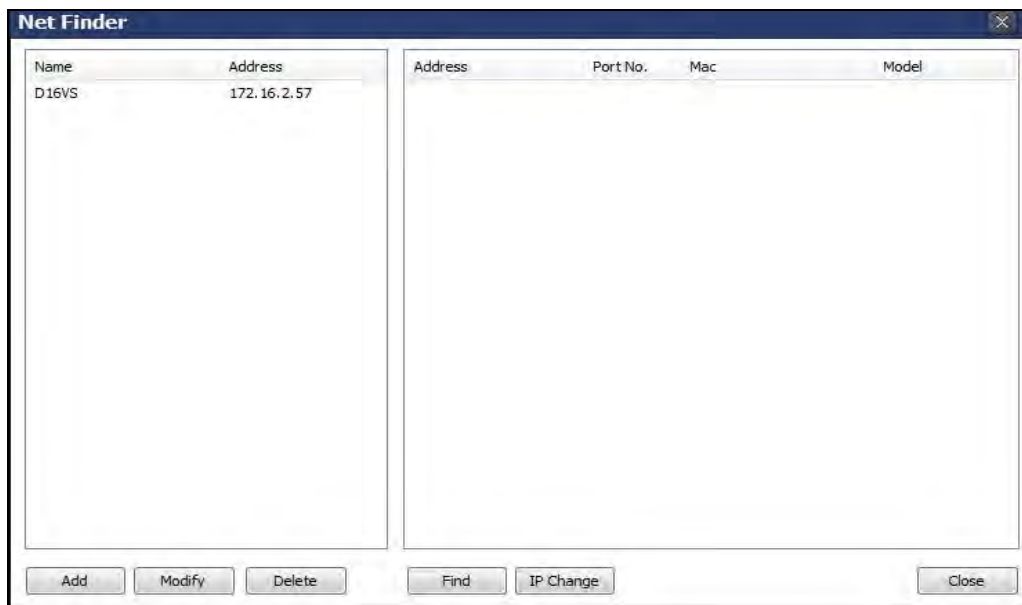 Net Finder
Name Address
D16VS 172.16.2.57
Address Port No. Mac Model
Add Modify Delete Find IP Change Close